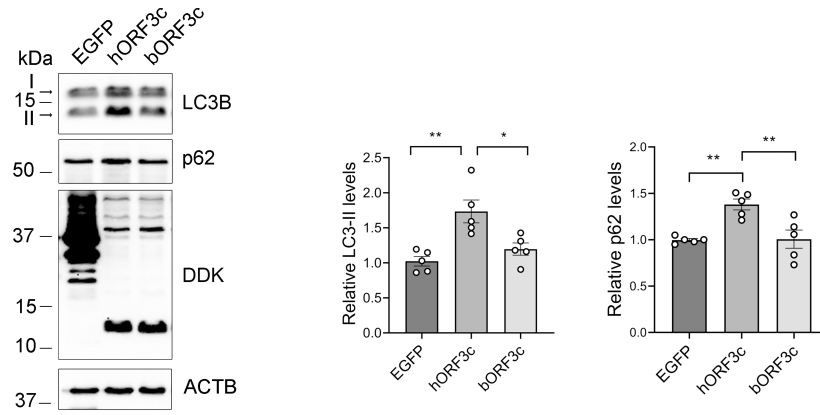 EGFP
hORF3c
bORF3c
kDa
I
15
II
LC3B
50
p62
37
15
10
DDK
37
ACTB
Relative LC3-II levels
2.5
2.0
1.5
1.0
0.5
0.0
**
*
EGFP
hORF3c
bORF3c
Relative p62 levels
2.0
1.5
1.0
0.5
0.0
**
**
EGFP
hORF3c
bORF3c